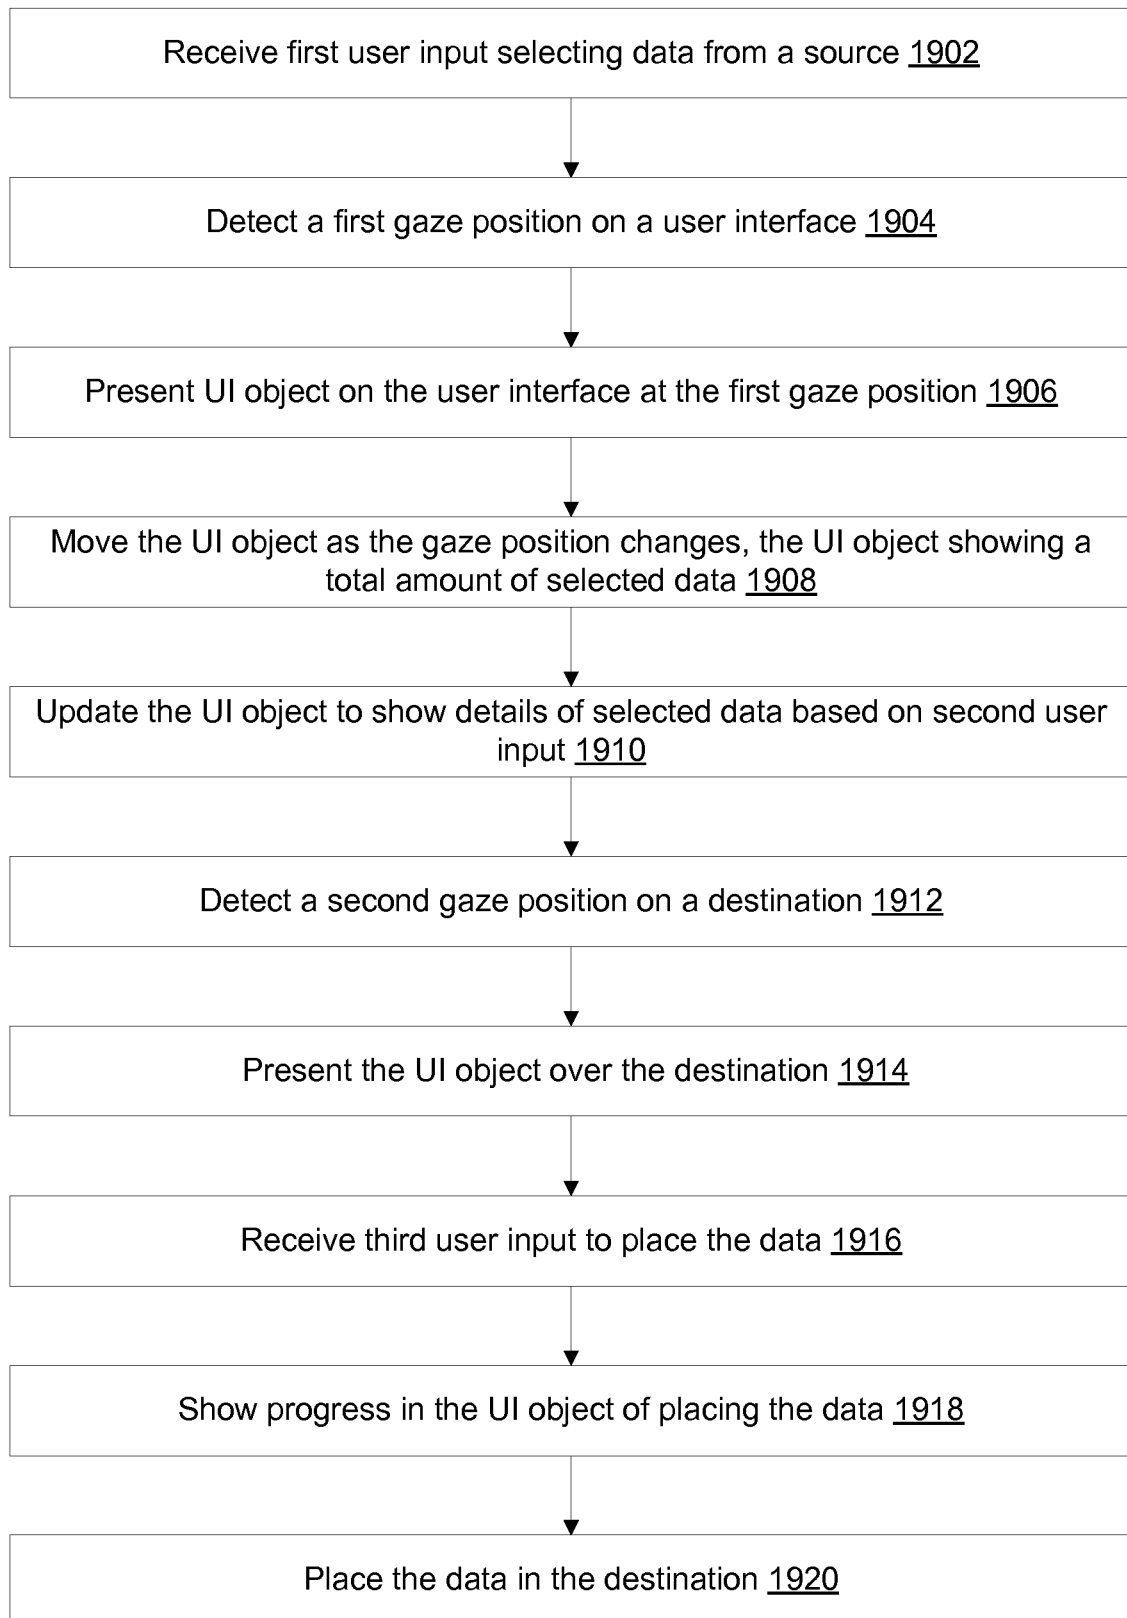 Receive first user input selecting data from a source 1902
Detect a first gaze position on a user interface 1904
Present UI object on the user interface at the first gaze position 1906
Move the UI object as the gaze position changes, the UI object showing a
total amount of selected data 1908
Update the UI object to show details of selected data based on second user
input 1910
Detect a second gaze position on a destination 1912
Present the UI object over the destination 1914
Receive third user input to place the data 1916
Show progress in the UI object of placing the data 1918
Place the data in the destination 1920